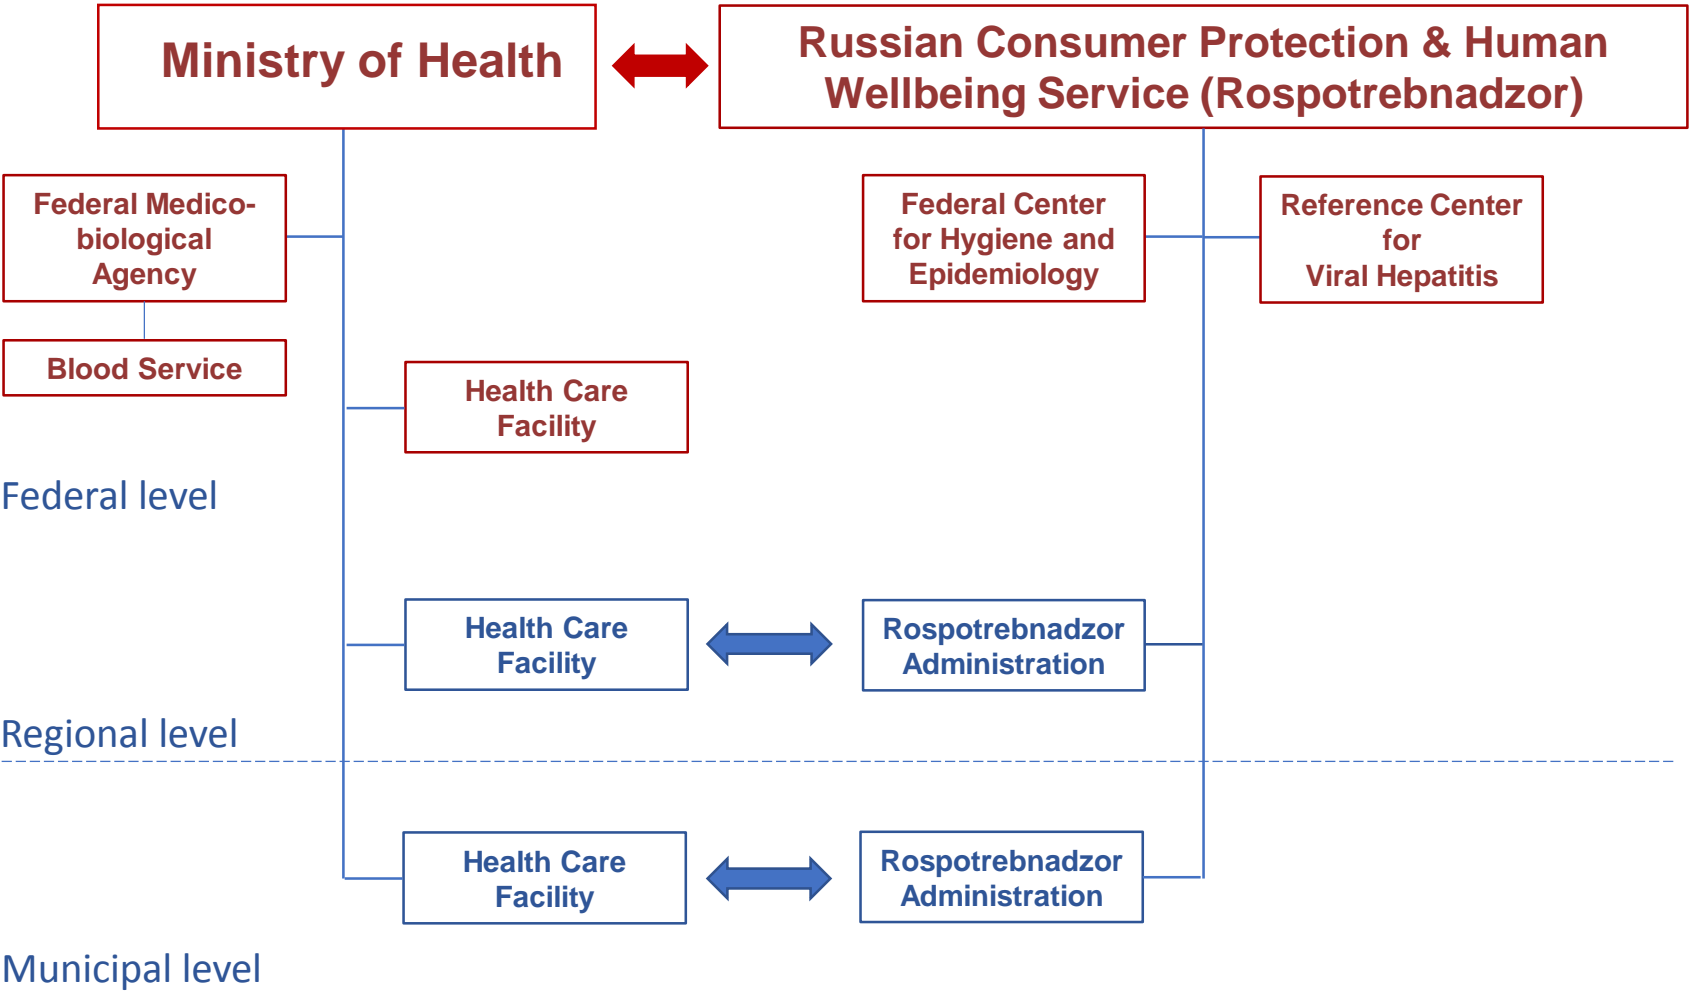 Ministry of Health
Russian Consumer Protection & Human
Wellbeing Service (Rospotrebnadzor)
Federal Medico-
biological
Agency
Federal Center
for Hygiene and
Epidemiology
Reference Center
for
Viral Hepatitis
Blood Service
Health Care
Facility
Federal level
Health Care
Facility
Rospotrebnadzor
Administration
Regional level
Health Care
Facility
Rospotrebnadzor
Administration
Municipal level